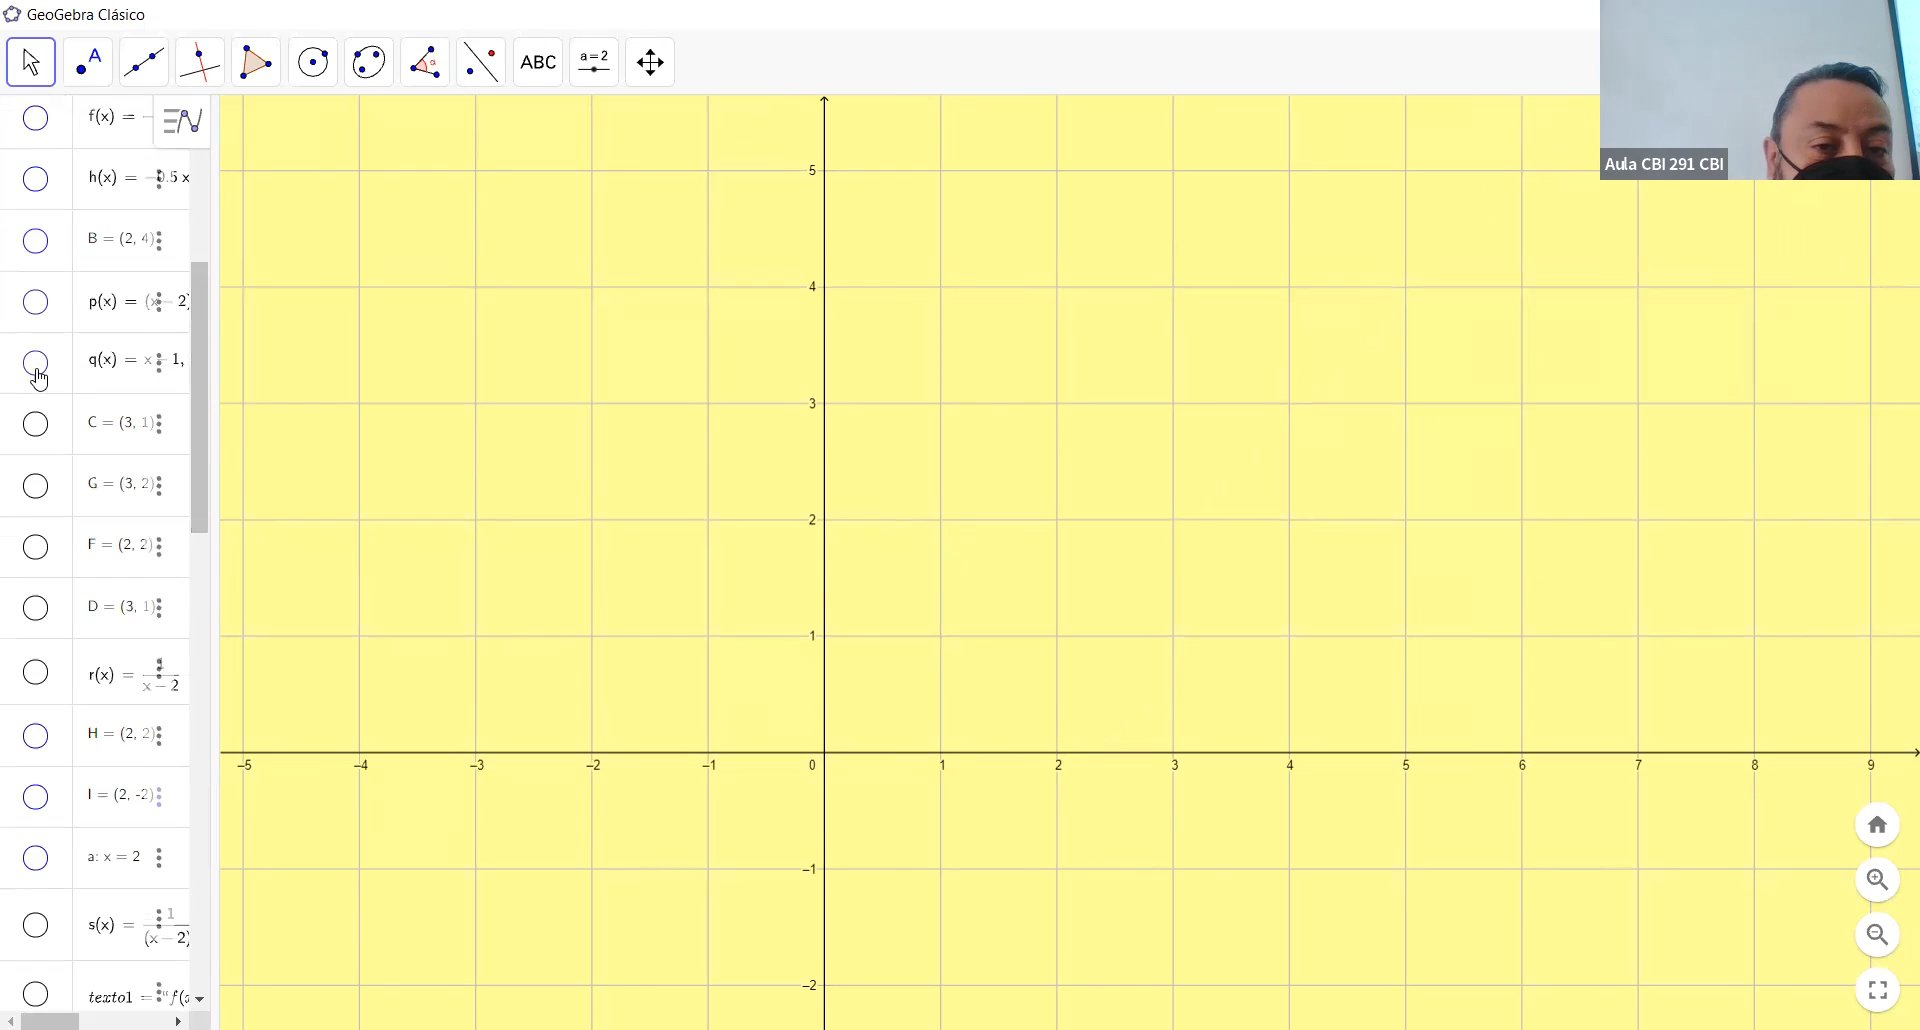 GeoGebra Clásico
A
α
ABC
a=2
Aula CBI 291 CBI
f(x) = −
h(x) = −0.5 x
B = (2, 4)
p(x) = (x − 2)
q(x) = x − 1,
C = (3, 1)
G = (3, 2)
F = (2, 2)
D = (3, 1)
r(x) = 1
x − 2
H = (2, 2)
I = (2, -2)
a: x = 2
s(x) = 1
(x − 2)
texto1 = “f(x
5
4
3
2
1
–5 –4 –3 –2 –1 0 1 2 3 4 5 6 7 8 9
–1
–2